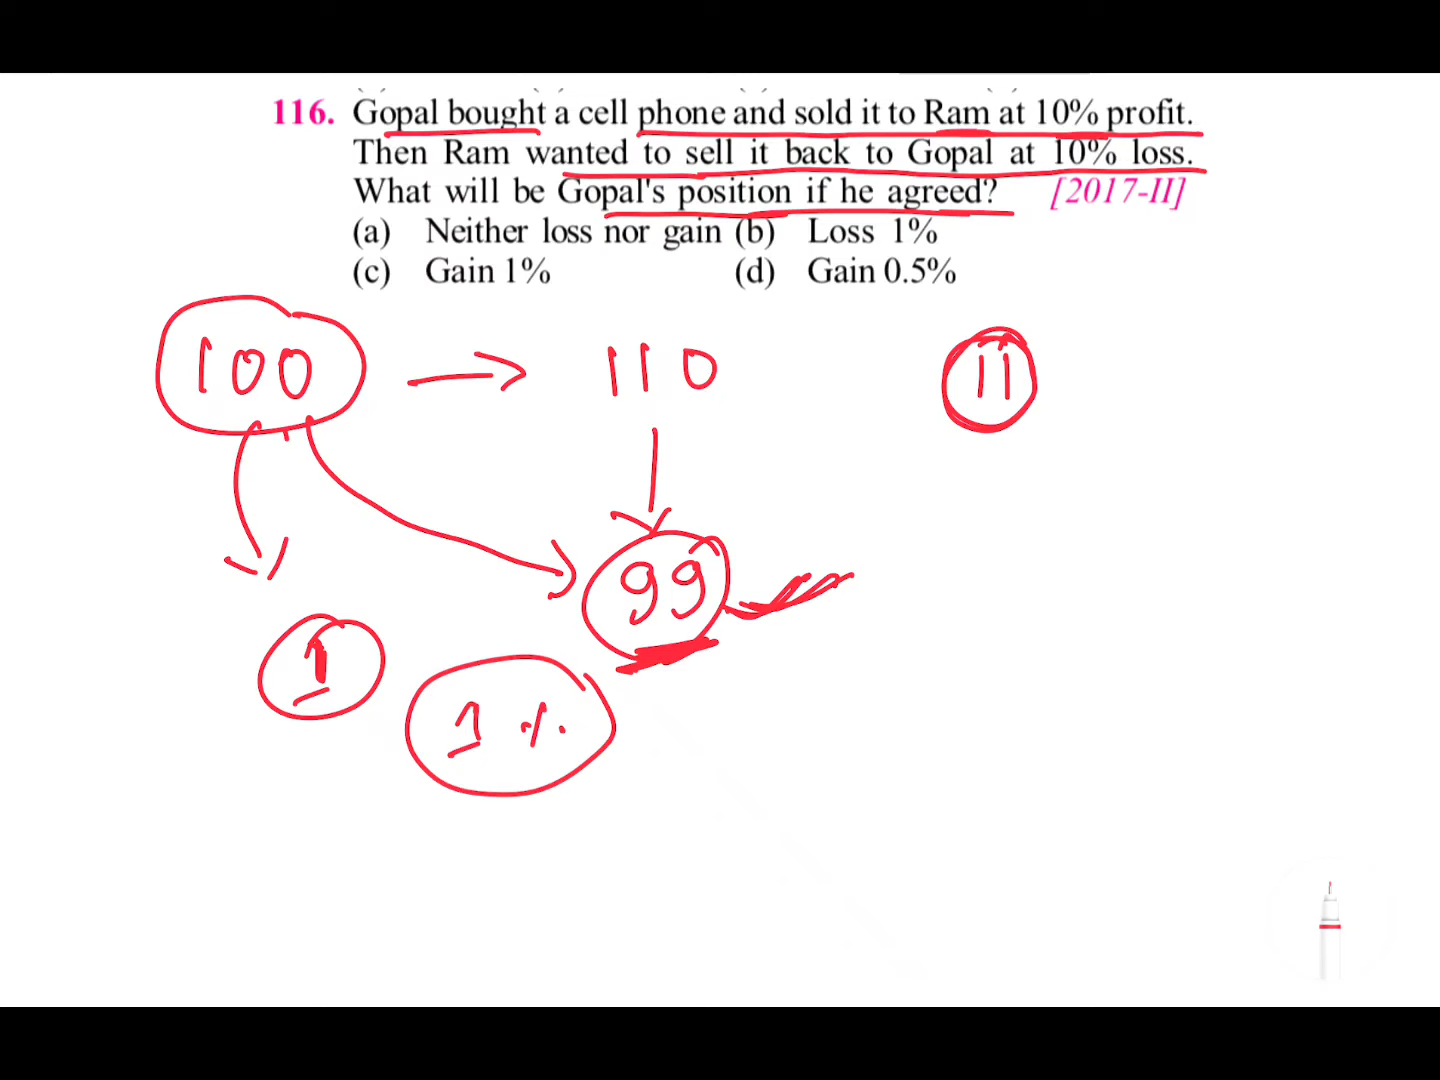 116. Gopal bought a cell phone and sold it to Ram at 10% profit.
Then Ram wanted to sell it back to Gopal at 10% loss.
What will be Gopal's position if he agreed? [2017-II]
(a) Neither loss nor gain (b) Loss 1%
(c) Gain 1% (d) Gain 0.5%
100 → 110 11
99
1
1 %